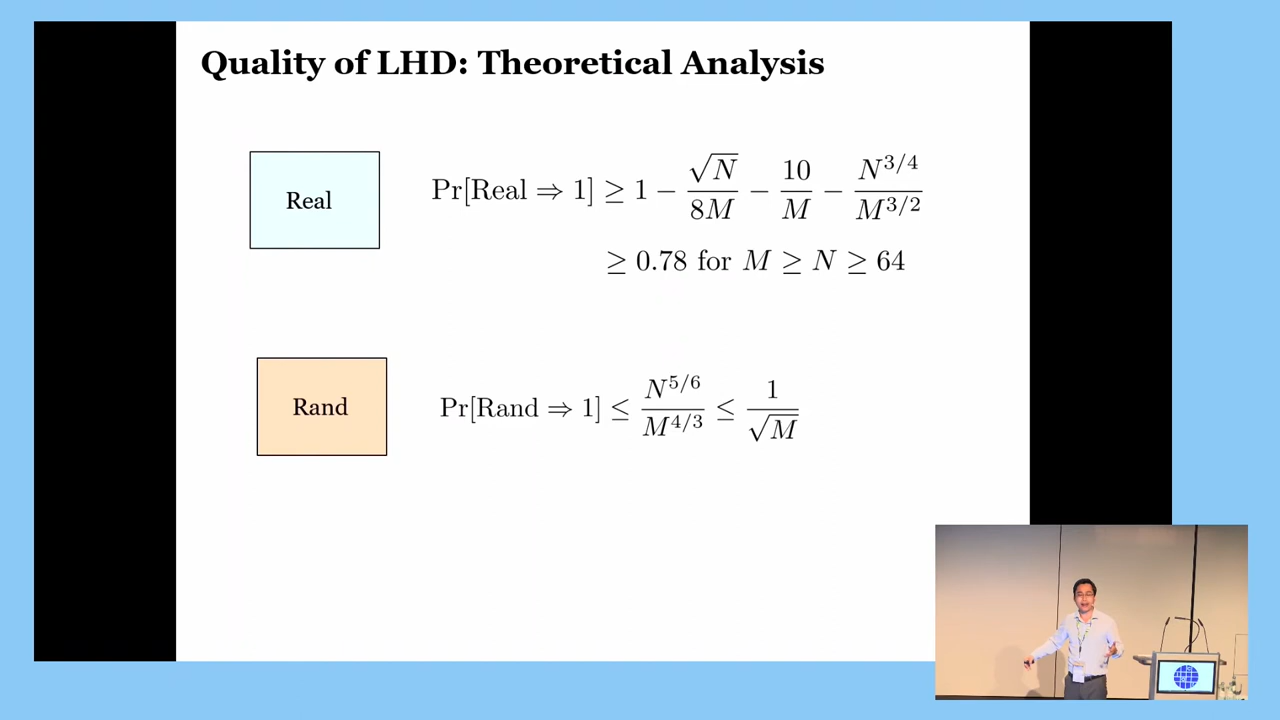 Quality of LHD: Theoretical Analysis
Real
Pr[Real ⇒ 1] ≥ 1 − √N/8M − 10/M − N^{3/4}/M^{3/2}
≥ 0.78 for M ≥ N ≥ 64
Rand
Pr[Rand ⇒ 1] ≤ N^{5/6}/M^{4/3} ≤ 1/√M